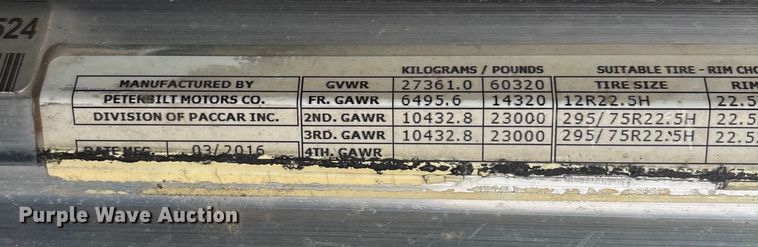 524
KILOGRAMS / POUNDS SUITABLE TIRE - RIM CHO
MANUFACTURED BY GVWR 27361.0 60320 TIRE SIZE RIM
PETERBILT MOTORS CO. FR. GAWR 6495.6 14320 12R22.5H 22.5
DIVISION OF PACCAR INC. 2ND. GAWR 10432.8 23000 295/75R22.5H 22.5
3RD. GAWR 10432.8 23000 295/75R22.5H 22.5
DATE MFG. 03/2016 4TH. GAWR
Purple Wave Auction